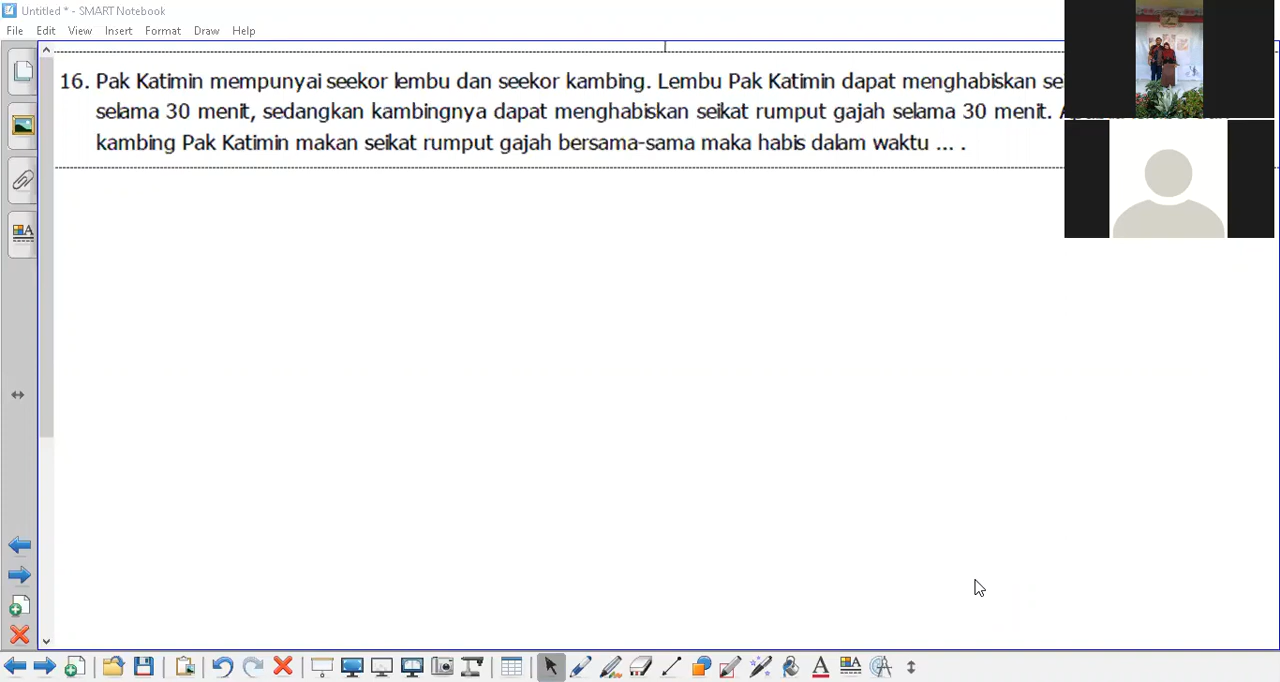 Untitled * - SMART Notebook
File Edit View Insert Format Draw Help
16. Pak Katimin mempunyai seekor lembu dan seekor kambing. Lembu Pak Katimin dapat menghabiskan
selama 30 menit, sedangkan kambingnya dapat menghabiskan seikat rumput gajah selama 30 menit.
kambing Pak Katimin makan seikat rumput gajah bersama-sama maka habis dalam waktu ... .